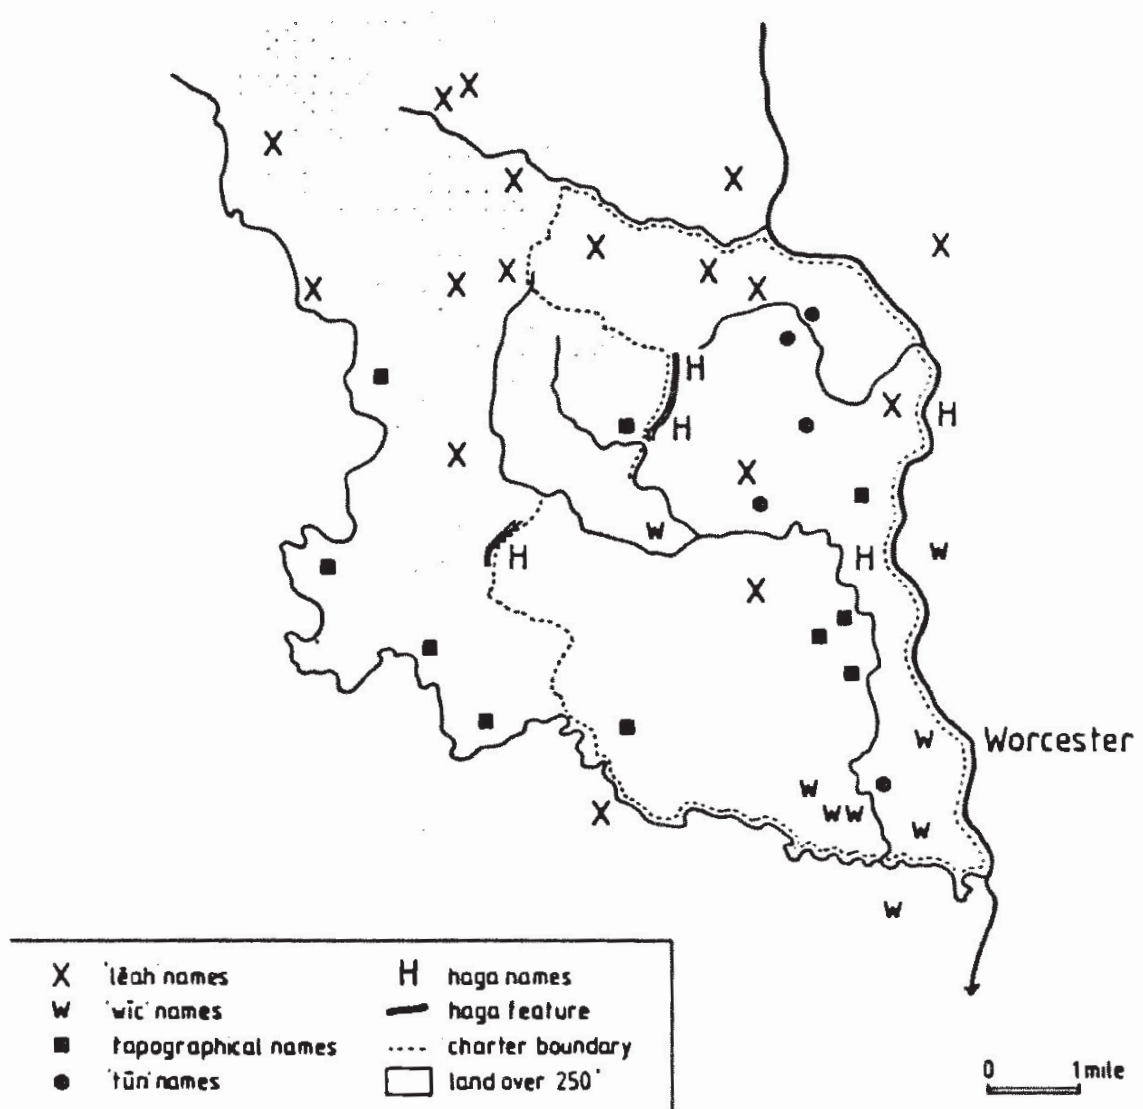 X X
X
X X
X
X
X X
X X X
H
X H
H
X
X
W
H W
H
X
Worcester
W
W
W W
X
W
W
X 'lēah' names
H haga names
W 'wīc' names
haga feature
tapographical names
charter boundary
'tūn' names
land over 250'
0 1 mile